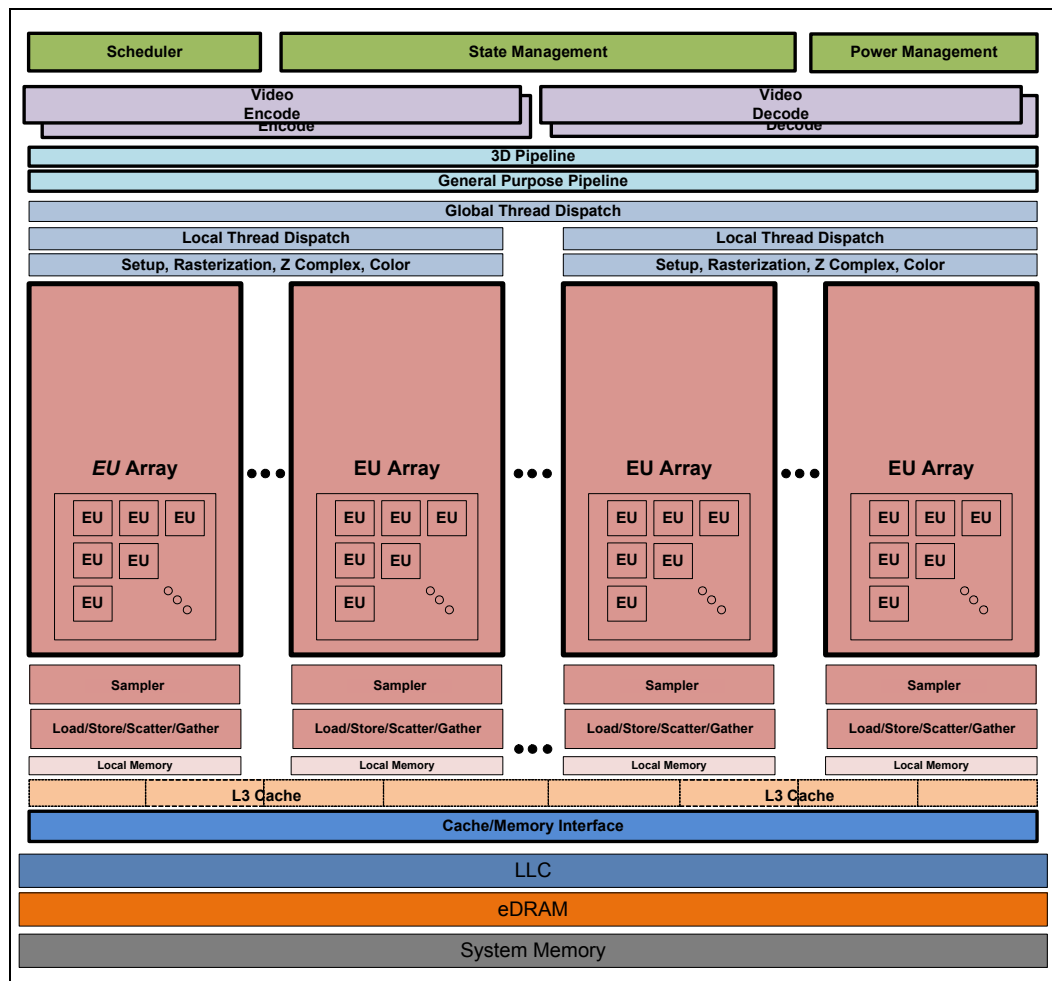 Scheduler
State Management
Power Management
Video
Encode
Encode
Video
Decode
Decode
3D Pipeline
General Purpose Pipeline
Global Thread Dispatch
Local Thread Dispatch
Local Thread Dispatch
Setup, Rasterization, Z Complex, Color
Setup, Rasterization, Z Complex, Color
EU Array
EU Array
EU Array
EU Array
EU EU EU
EU EU EU
EU EU EU
EU EU EU
EU EU
EU EU
EU EU
EU EU
EU
EU
EU
EU
Sampler
Sampler
Sampler
Sampler
Load/Store/Scatter/Gather
Load/Store/Scatter/Gather
Load/Store/Scatter/Gather
Load/Store/Scatter/Gather
Local Memory
Local Memory
Local Memory
Local Memory
L3 Cache
L3 Cache
Cache/Memory Interface
LLC
eDRAM
System Memory